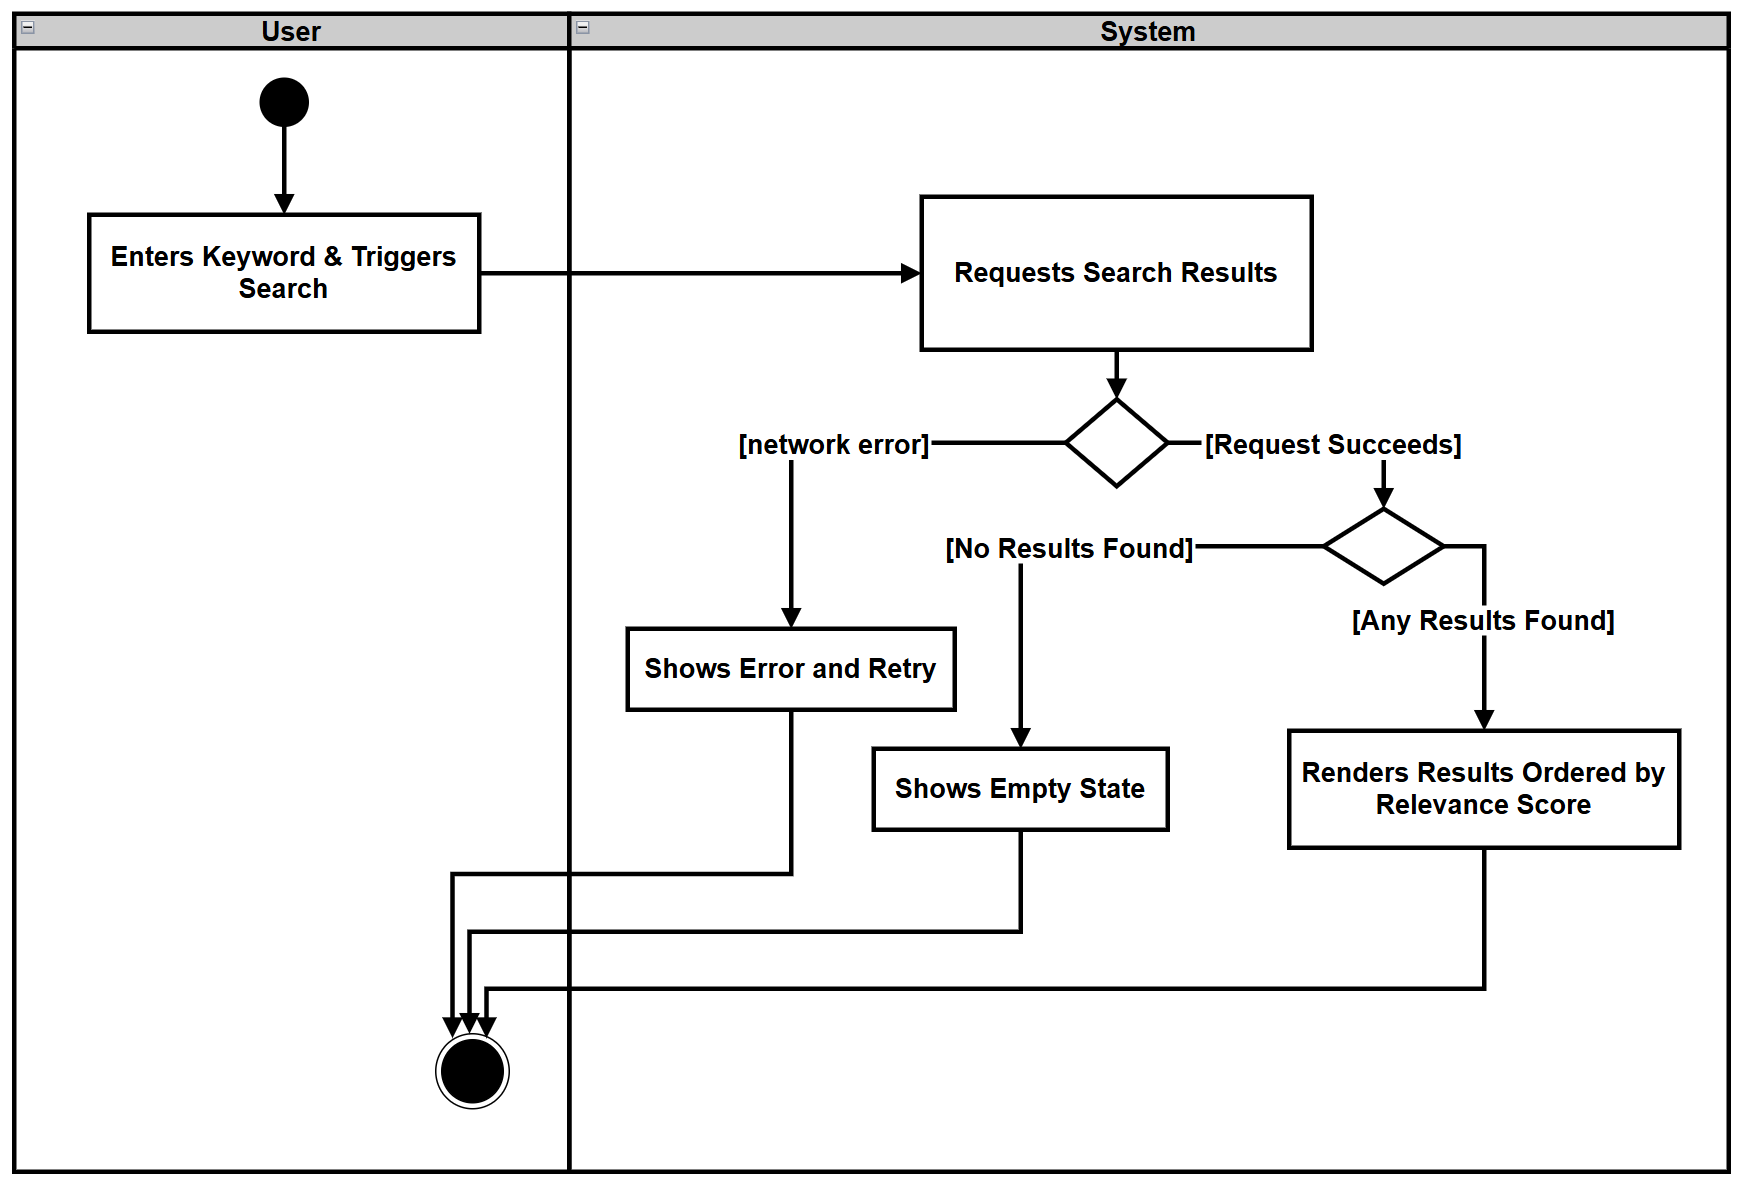 User
System
Enters Keyword & Triggers
Search
Requests Search Results
[network error]
[Request Succeeds]
[No Results Found]
[Any Results Found]
Shows Error and Retry
Shows Empty State
Renders Results Ordered by
Relevance Score